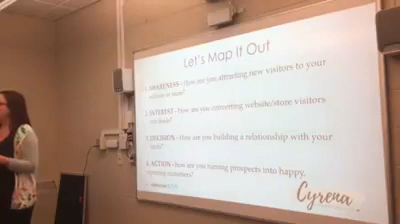 Let's Map It Out
1. AWARENESS - How are you attracting new visitors to your
website or store?
2. INTEREST - How are you converting website/store visitors
into leads?
3. DECISION - How are you building a relationship with your
leads?
4. ACTION - How are you turning prospects into happy,
repeating customers?
Cyrena